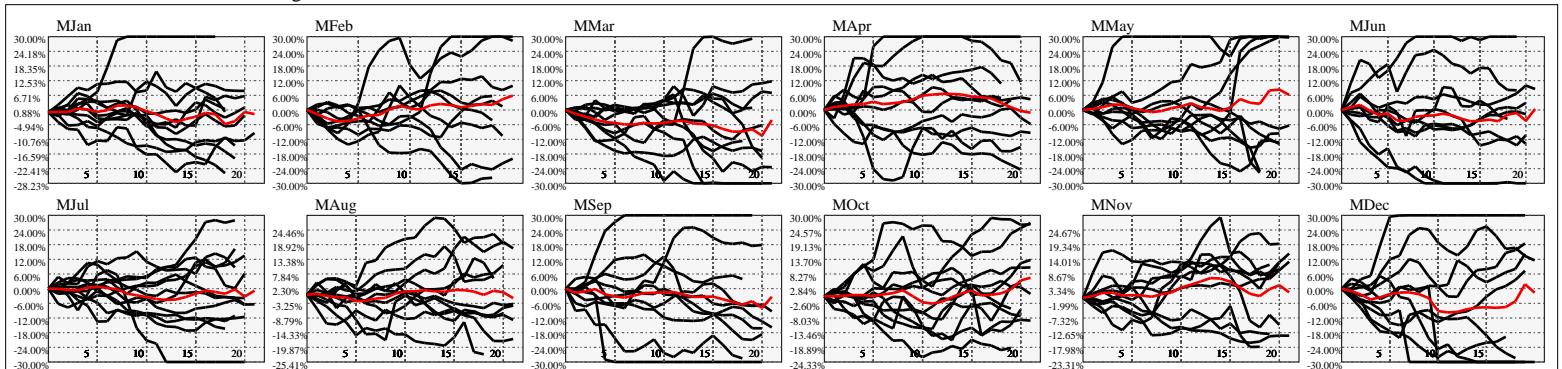 MJan MFeb MMar MApr MMay MJun
30.00% 30.00% 30.00% 30.00% 30.00% 30.00%
24.18% 24.00% 24.00% 24.00% 24.00% 24.00%
18.35% 18.00% 18.00% 18.00% 18.00% 18.00%
12.53% 12.00% 12.00% 12.00% 12.00% 12.00%
6.71% 6.00% 6.00% 6.00% 6.00% 6.00%
0.88% 0.00% 0.00% 0.00% 0.00% 0.00%
-4.94% -6.00% -6.00% -6.00% -6.00% -6.00%
-10.76% -12.00% -12.00% -12.00% -12.00% -12.00%
-16.59% -18.00% -18.00% -18.00% -18.00% -18.00%
-22.41% -24.00% -24.00% -24.00% -24.00% -24.00%
5 10 15 20 5 10 15 5 10 15 20 5 10 15 20 5 10 15 20 5 10 15 20
-28.23% -30.00% -30.00% -30.00% -30.00% -30.00%
MJul MAug MSep MOct MNov MDec
30.00% 30.00% 30.00% 30.00%
24.00% 24.46% 24.00% 24.57% 24.67% 24.00%
18.00% 18.92% 18.00% 19.13% 19.34% 18.00%
12.00% 13.38% 12.00% 13.70% 14.01% 12.00%
6.00% 7.84% 6.00% 8.27% 8.67% 6.00%
0.00% 2.30% 0.00% 2.84% 3.34% 0.00%
-6.00% -3.25% -6.00% -2.60% -1.99% -6.00%
-12.00% -8.79% -12.00% -8.03% -7.32% -12.00%
-18.00% -14.33% -18.00% -13.46% -12.65% -18.00%
-24.00% -19.87% -24.00% -18.89% -17.98% -24.00%
5 10 15 20 5 10 15 20 5 10 15 20 5 10 15 20 5 10 15 20 5 10 15
-30.00% -25.41% -30.00% -24.33% -23.31% -30.00%